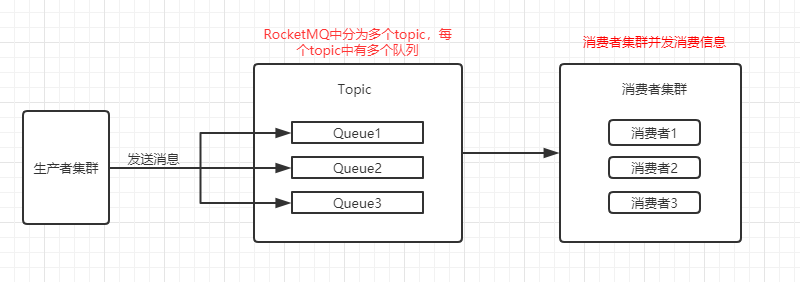 RocketMQ中分为多个topic，每
个topic中有多个队列
消费者集群并发消费信息
Topic
消费者集群
Queue1
消费者1
生产者集群
发送消息
Queue2
消费者2
Queue3
消费者3